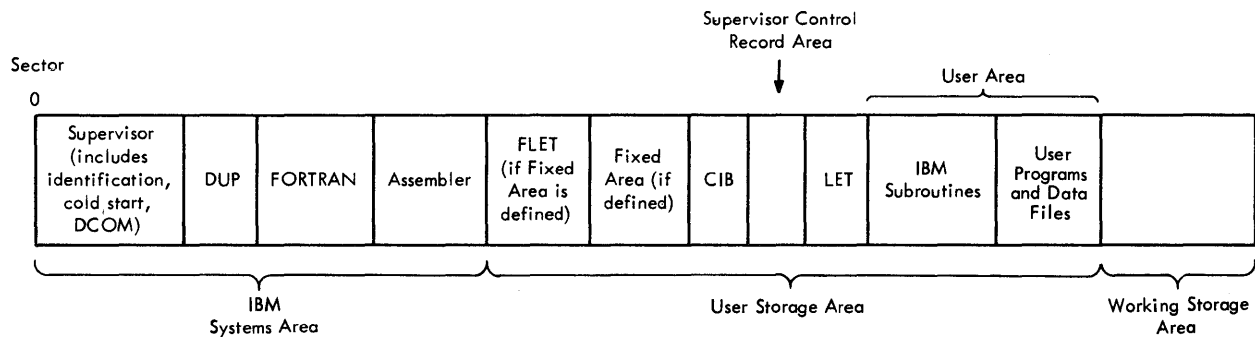 Supervisor Control
Record Area
Sector
0
User Area
Supervisor
(includes
identification,
cold start,
DCOM)
DUP
FORTRAN
Assembler
FLET
(if Fixed
Area is
defined)
Fixed
Area (if
defined)
CIB
LET
IBM
Subroutines
User
Programs
and Data
Files
IBM
Systems Area
User Storage Area
Working Storage
Area